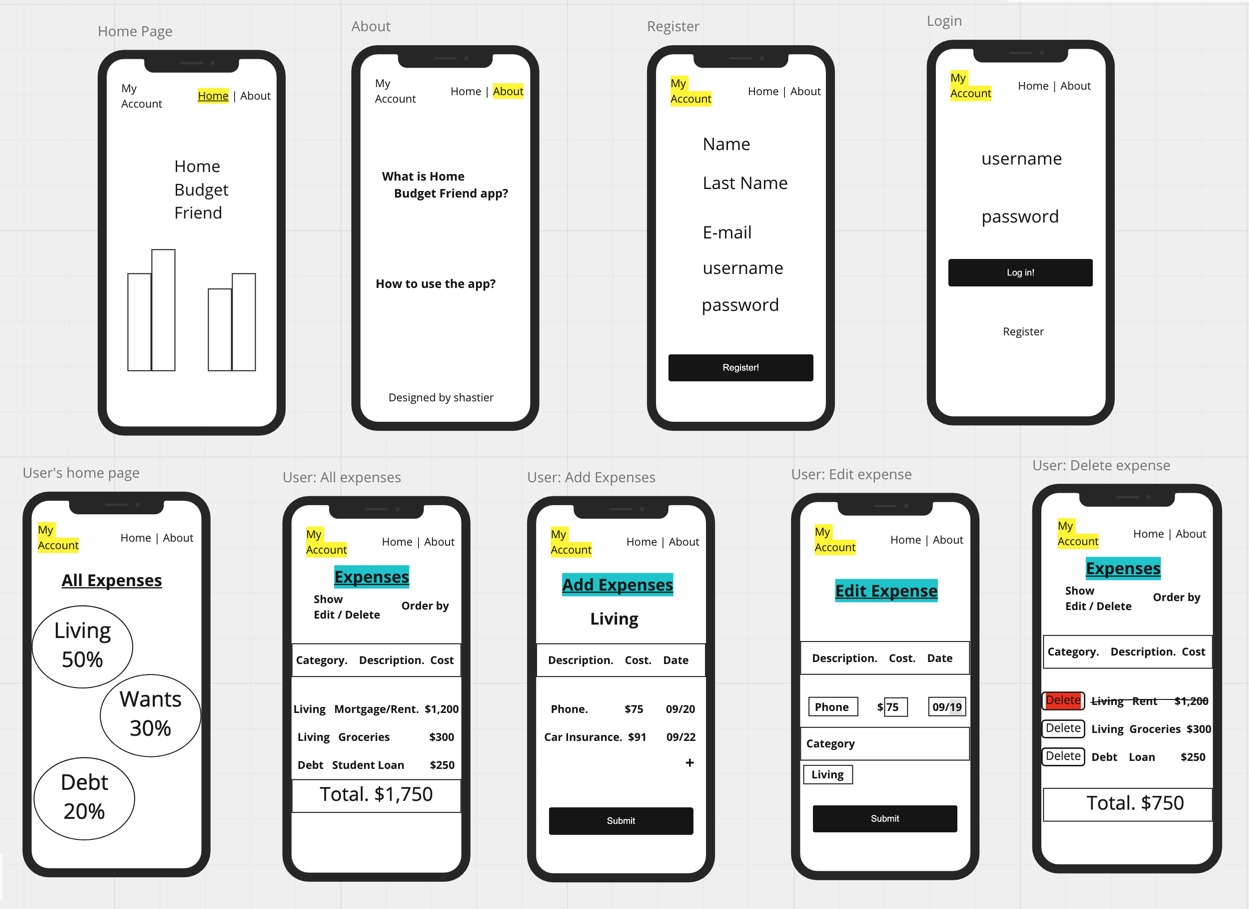 Home Page
My
Account
Home | About
Home
Budget
Friend
About
My
Account
Home | About
What is Home
Budget Friend app?
How to use the app?
Designed by shastier
Register
My
Account
Home | About
Name
Last Name
E-mail
username
password
Register!
Login
My
Account
Home | About
username
password
Log in!
Register
User's home page
My
Account
Home | About
All Expenses
Living
50%
Wants
30%
Debt
20%
User: All expenses
My
Account
Home | About
Expenses
Show
Edit / Delete
Order by
Category. Description. Cost
Living Mortgage/Rent. $1,200
Living Groceries $300
Debt Student Loan $250
Total. $1,750
User: Add Expenses
My
Account
Home | About
Add Expenses
Living
Description. Cost. Date
Phone. $75 09/20
Car Insurance. $91 09/22
+
Submit
User: Edit expense
My
Account
Home | About
Edit Expense
Description. Cost. Date
Phone $ 75 09/19
Category
Living
Submit
User: Delete expense
My
Account
Home | About
Expenses
Show
Edit / Delete
Order by
Category. Description. Cost
Delete Living Rent $1,200
Delete Living Groceries $300
Delete Debt Loan $250
Total. $750